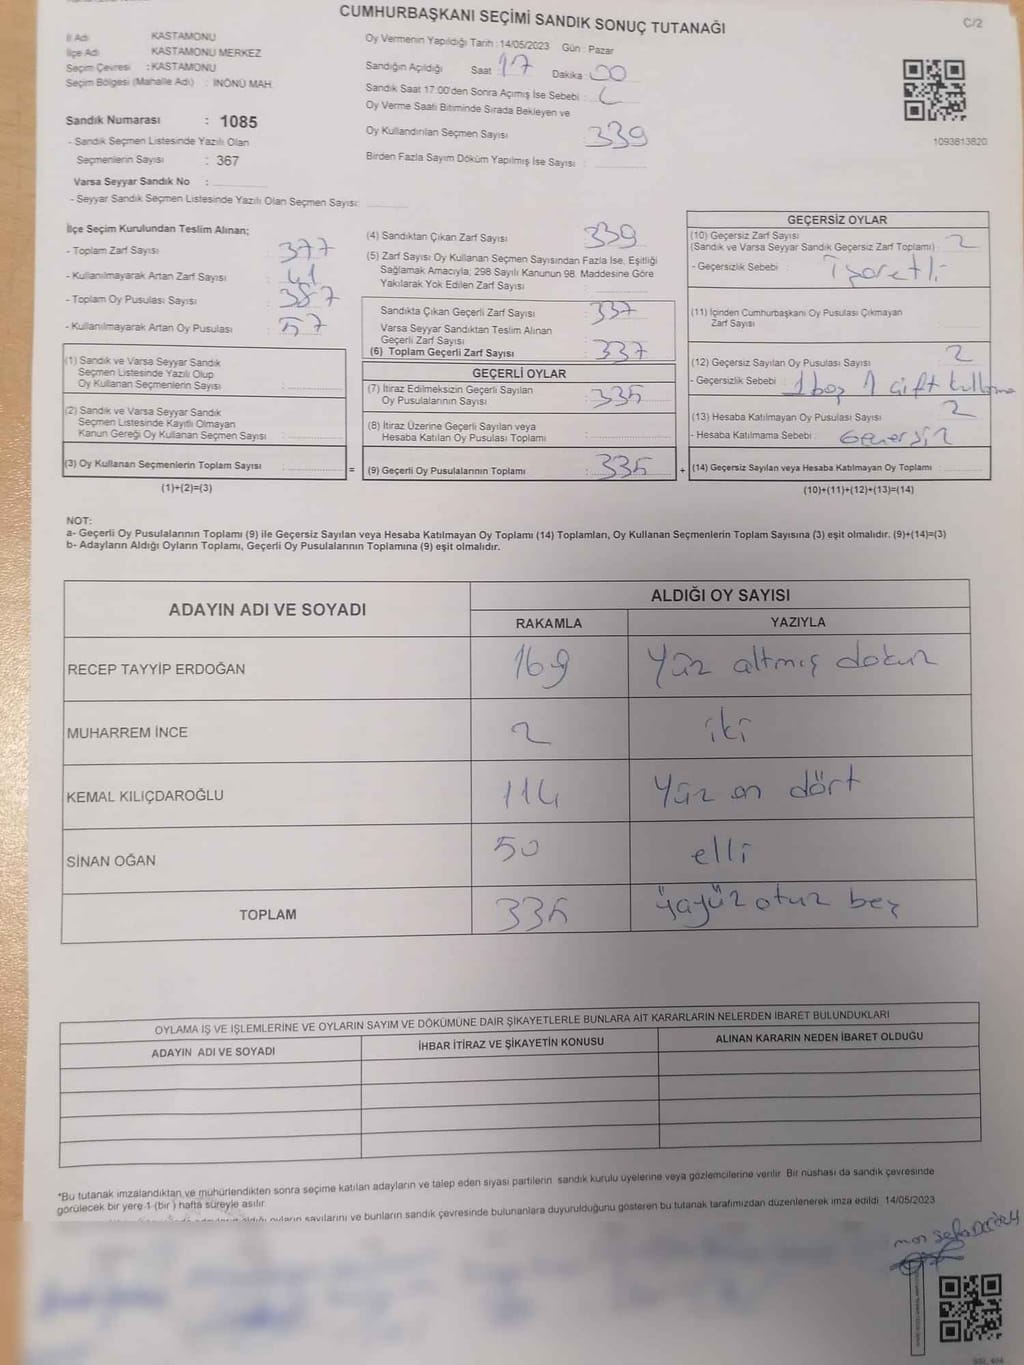 CUMHURBAŞKANI SEÇİMİ SANDIK SONUÇ TUTANAĞI
C/2
İl Adı KASTAMONU
İlçe Adı KASTAMONU MERKEZ
Seçim Çevresi : KASTAMONU
Seçim Bölgesi (Mahalle Adı) : İNÖNÜ MAH.
Sandık Numarası : 1085
- Sandık Seçmen Listesinde Yazılı Olan
Seçmenlerin Sayısı : 367
Varsa Seyyar Sandık No :
- Seyyar Sandık Seçmen Listesinde Yazılı Olan Seçmen Sayısı:
Oy Vermenin Yapıldığı Tarih : 14/05/2023 Gün : Pazar
Sandığın Açıldığı Saat : 17 Dakika : 00
Sandık Saat 17:00'den Sonra Açımış İse Sebebi :
Oy Verme Saati Bitiminde Sırada Bekleyen ve
Oy Kullandırılan Seçmen Sayısı : 339
Birden Fazla Sayım Döküm Yapılmış İse Sayısı :
1093813820
İlçe Seçim Kurulundan Teslim Alınan;
- Toplam Zarf Sayısı : 377
- Kullanılmayarak Artan Zarf Sayısı : 41
- Toplam Oy Pusulası Sayısı : 387
- Kullanılmayarak Artan Oy Pusulası : 57
(1) Sandık ve Varsa Seyyar Sandık
Seçmen Listesinde Yazılı Olup
Oy Kullanan Seçmenlerin Sayısı :
(2) Sandık ve Varsa Seyyar Sandık
Seçmen Listesinde Kayıtlı Olmayan
Kanun Gereği Oy Kullanan Seçmen Sayısı :
(3) Oy Kullanan Seçmenlerin Toplam Sayısı :
(1)+(2)=(3)
=
(4) Sandıktan Çıkan Zarf Sayısı : 339
(5) Zarf Sayısı Oy Kullanan Seçmen Sayısından Fazla İse, Eşitliği
Sağlamak Amacıyla; 298 Sayılı Kanunun 98. Maddesine Göre
Yakılarak Yok Edilen Zarf Sayısı :
Sandıkta Çıkan Geçerli Zarf Sayısı : 337
Varsa Seyyar Sandıktan Teslim Alınan
Geçerli Zarf Sayısı :
(6) Toplam Geçerli Zarf Sayısı : 337
GEÇERLİ OYLAR
(7) İtiraz Edilmeksizin Geçerli Sayılan
Oy Pusulalarının Sayısı : 335
(8) İtiraz Üzerine Geçerli Sayılan veya
Hesaba Katılan Oy Pusulası Toplamı :
(9) Geçerli Oy Pusulalarının Toplamı : 335
+
GEÇERSİZ OYLAR
(10) Geçersiz Zarf Sayısı
(Sandık ve Varsa Seyyar Sandık Geçersiz Zarf Toplamı) : 2
- Geçersizlik Sebebi : İşaretli
(11) İçinden Cumhurbaşkanı Oy Pusulası Çıkmayan
Zarf Sayısı
(12) Geçersiz Sayılan Oy Pusulası Sayısı : 2
- Geçersizlik Sebebi : 1 boş 1 çift kullanma
(13) Hesaba Katılmayan Oy Pusulası Sayısı : 2
- Hesaba Katılmama Sebebi : Geçersiz
(14) Geçersiz Sayılan veya Hesaba Katılmayan Oy Toplamı :
(10)+(11)+(12)+(13)=(14)
NOT:
a- Geçerli Oy Pusulalarının Toplamı (9) ile Geçersiz Sayılan veya Hesaba Katılmayan Oy Toplamı (14) Toplamları, Oy Kullanan Seçmenlerin Toplam Sayısına (3) eşit olmalıdır. (9)+(14)=(3)
b- Adayların Aldığı Oyların Toplamı, Geçerli Oy Pusulalarının Toplamına (9) eşit olmalıdır.
ADAYIN ADI VE SOYADI
ALDIĞI OY SAYISI
RAKAMLA YAZIYLA
RECEP TAYYİP ERDOĞAN 169 Yüz altmış dokuz
MUHARREM İNCE 2 iki
KEMAL KILIÇDAROĞLU 114 Yüz on dört
SİNAN OĞAN 50 elli
TOPLAM 335 üçyüz otuz beş
OYLAMA İŞ VE İŞLEMLERİNE VE OYLARIN SAYIM VE DÖKÜMÜNE DAİR ŞİKAYETLERLE BUNLARA AİT KARARLARIN NELERDEN İBARET BULUNDUKLARI
ADAYIN ADI VE SOYADI İHBAR İTİRAZ VE ŞİKAYETİN KONUSU ALINAN KARARIN NEDEN İBARET OLDUĞU
*Bu tutanak imzalandıktan ve mühürlendikten sonra seçime katılan adayların ve talep eden siyasi partilerin sandık kurulu üyelerine veya gözlemcilerine verilir. Bir nüshası da sandık çevresinde
görülecek bir yere 1 (bir) hafta süreyle asılır.
oyların sayılarını ve bunların sandık çevresinde bulunanlara duyurulduğunu gösteren bu tutanak tarafımızdan düzenlenerek imza edildi. 14/05/2023